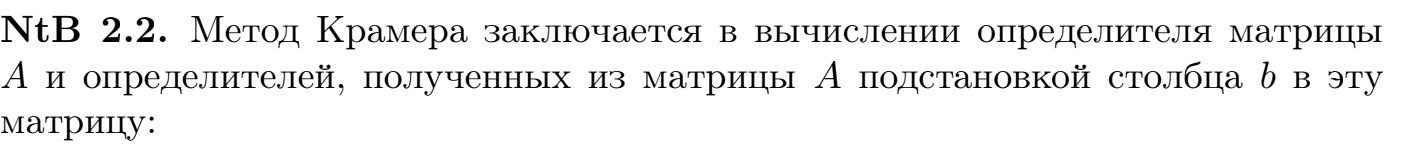 NtB 2.2. Метод Крамера заключается в вычислении определителя матрицы
A и определителей, полученных из матрицы A подстановкой столбца b в эту
матрицу: